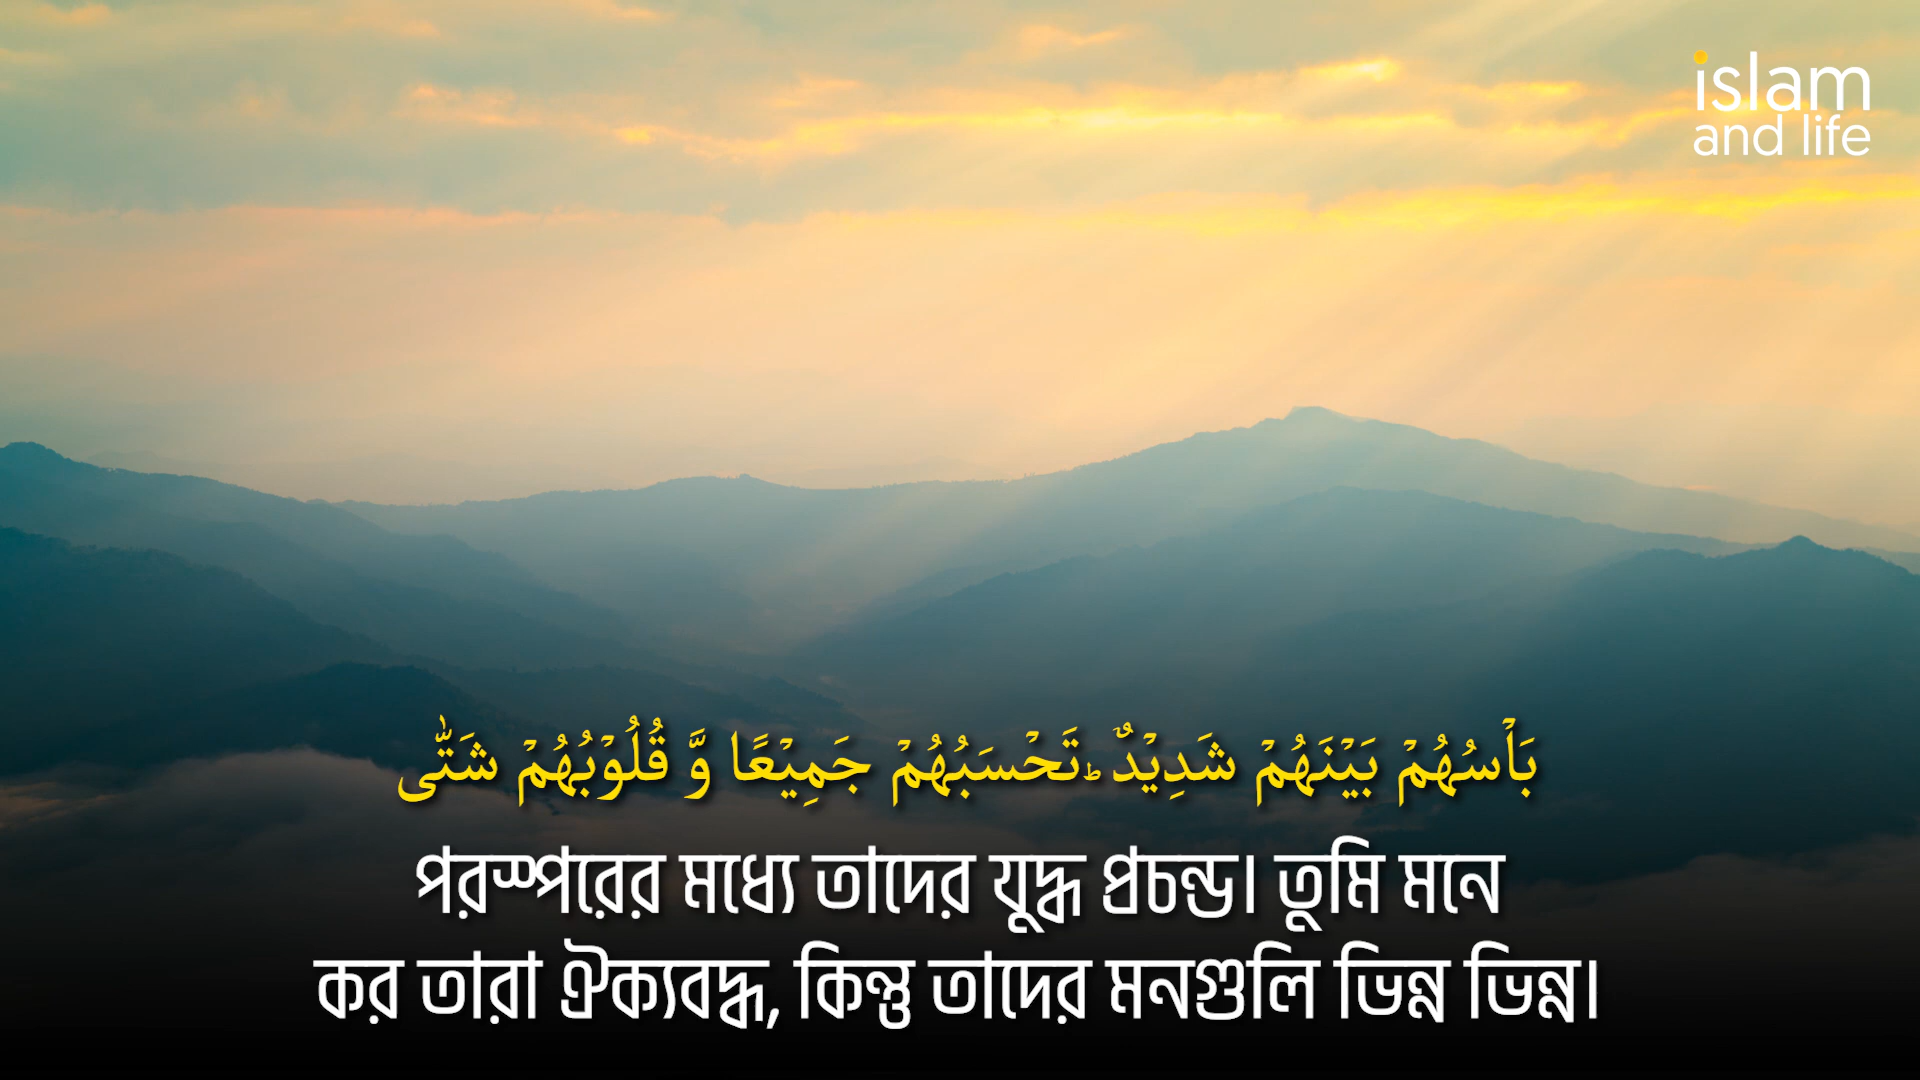 islam
and life
بَاْسُهُمْ بَیْنَهُمْ شَدِیْدٌ ؕ تَحْسَبُهُمْ جَمِیْعًا وَّ قُلُوْبُهُمْ شَتّٰی
পরস্পরের মধ্যে তাদের যুদ্ধ প্রচন্ড। তুমি মনে
কর তারা ঐক্যবদ্ধ, কিন্তু তাদের মনগুলি ভিন্ন ভিন্ন।